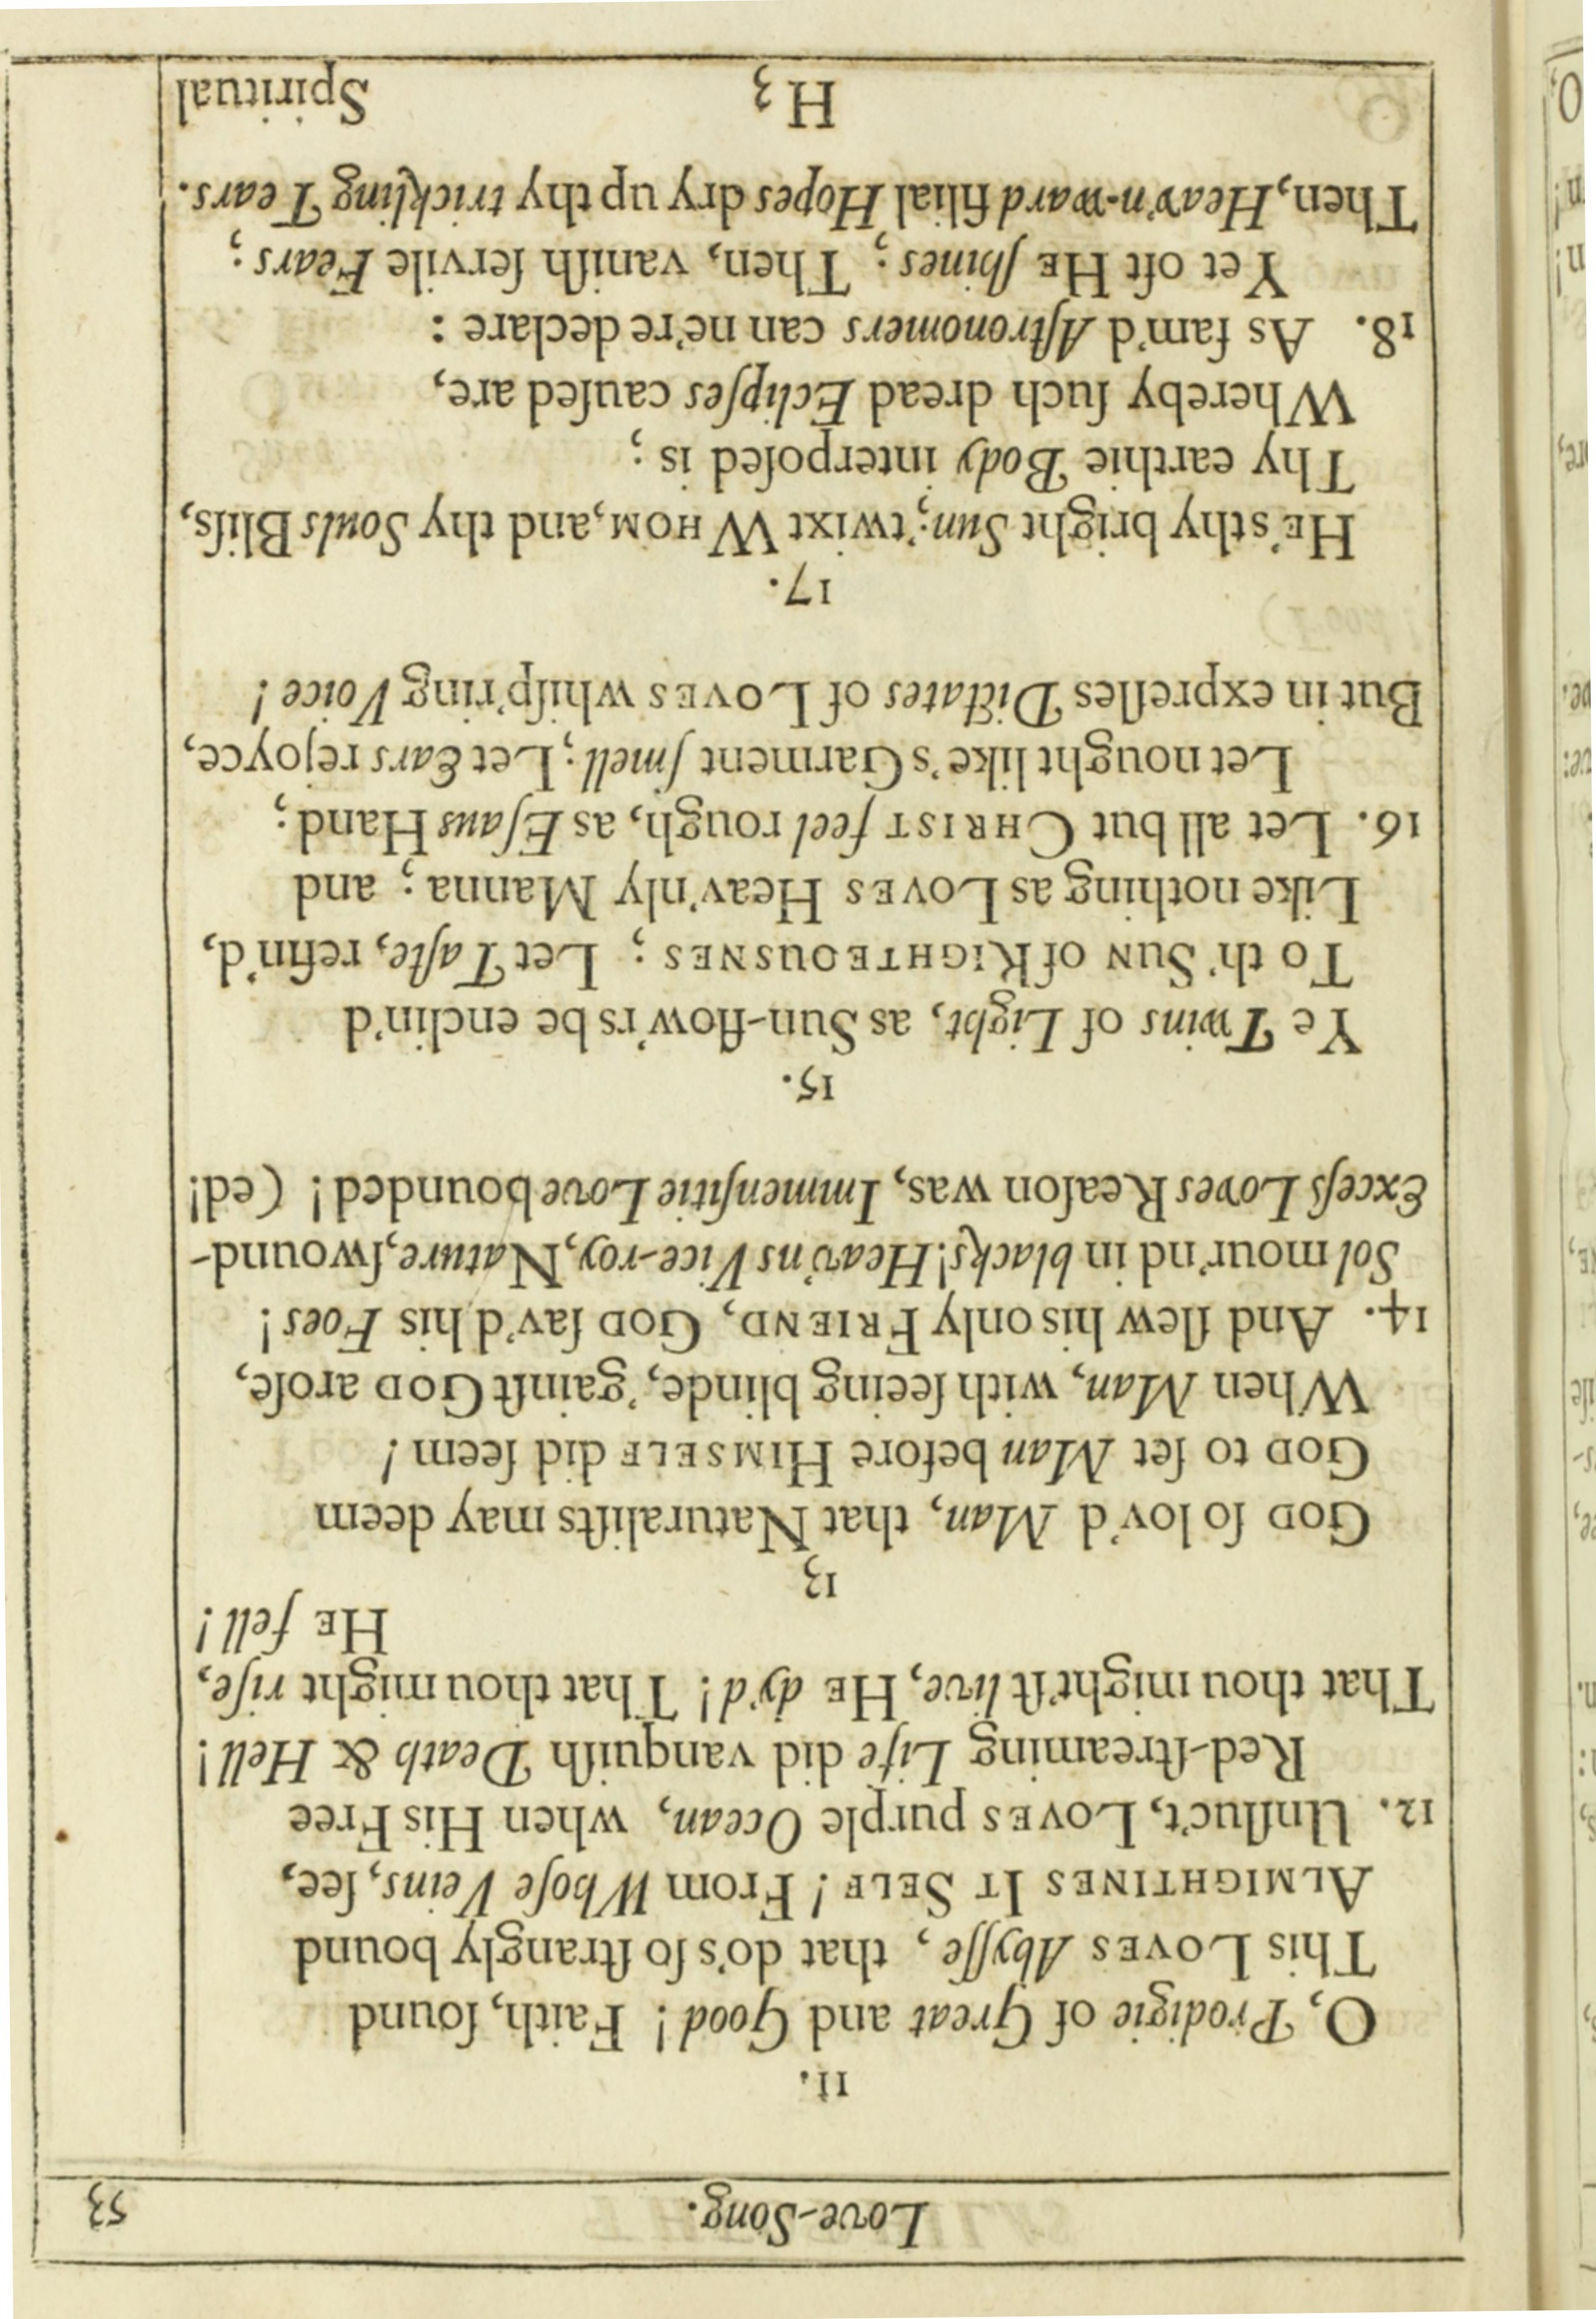 Love-Song. 53
11.
O, Prodigie of Great and Good! Faith, ſound
This Loves Abyſſe, that do's ſo ſtrangly bound
Almightines It Self! From Whoſe Veins, ſee,
12. Unfluc't, Loves purple Ocean, when His Free
Red-ſtreaming Life did vanquiſh Death & Hell!
That thou might'ſt live, He dy'd! That thou might riſe,
He fell!
13
God ſo lov'd Man, that Naturaliſts may deem
God to ſet Man before Himself did ſeem!
When Man, with ſeeing blinde, 'gainſt God aroſe,
14. And ſlew his only Friend, God ſav'd his Foes!
Sol mour'nd in blacks! Heav'ns Vice-roy, Nature, ſwound-
Exceſs Loves Reaſon was, Immenſitie Love bounded! (ed!
15.
Ye Twins of Light, as Sun-flow'rs be enclin'd
To th' Sun of Righteousnes; Let Taſte, refin'd,
Like nothing as Loves Heav'nly Manna; and
16. Let all but Christ feel rough, as Eſaus Hand;
Let nought like's Garment ſmell; Let Ears rejoyce,
But in expreſſes Dictates of Loves whiſp'ring Voice!
17.
He's thy bright Sun; 'twixt Whom, and thy Souls Bliſs,
Thy earthie Body interpoſed is;
Whereby ſuch dread Eclipſes cauſed are,
18. As fam'd Aſtronomers can ne're declare:
Yet oft He ſhines; Then, vaniſh ſervile Fears;
Then, Heav'n-ward filial Hopes dry up thy trickling Tears.
H 3 Spiritual